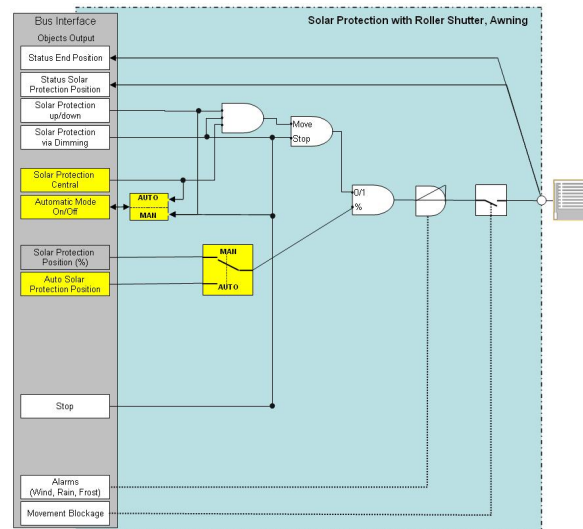 Bus Interface
Solar Protection with Roller Shutter, Awning
Objects Output
Status End Position
Status Solar
Protection Position
Solar Protection
up/down
Solar Protection
via Dimming
Move
Stop
Solar Protection
Central
Automatic Mode
On/Off
AUTO
MAN
0/1
%
Solar Protection
Position (%)
Auto Solar
Protection Position
MAN
AUTO
Stop
Alarms
(Wind, Rain, Frost)
Movement Blockage